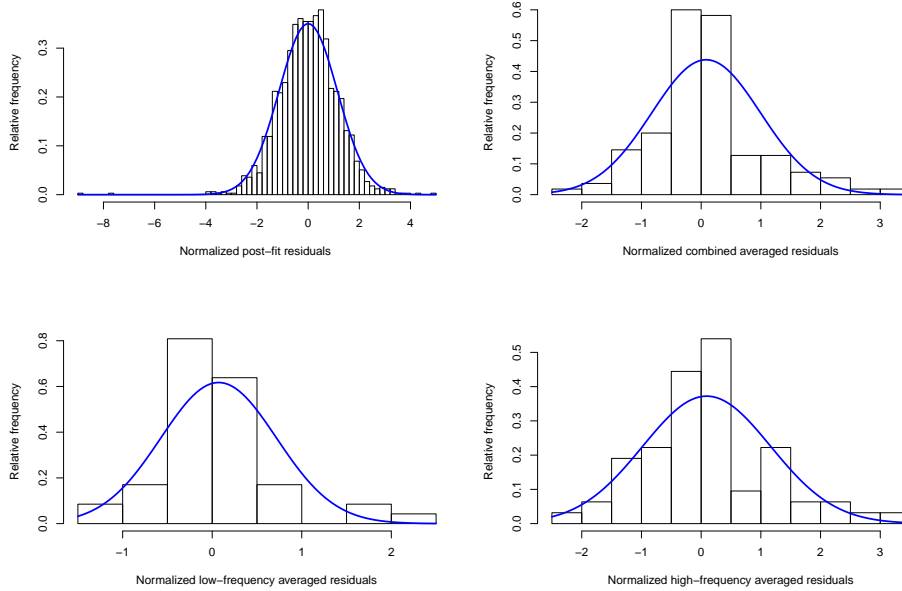 Relative frequency
0.0 0.1 0.2 0.3
−8 −6 −4 −2 0 2 4
Normalized post−fit residuals
Relative frequency
0.0 0.1 0.2 0.3 0.4 0.5 0.6
−2 −1 0 1 2 3
Normalized combined averaged residuals
Relative frequency
0.0 0.2 0.4 0.6 0.8
−1 0 1 2
Normalized low−frequency averaged residuals
Relative frequency
0.0 0.1 0.2 0.3 0.4 0.5
−2 −1 0 1 2 3
Normalized high−frequency averaged residuals